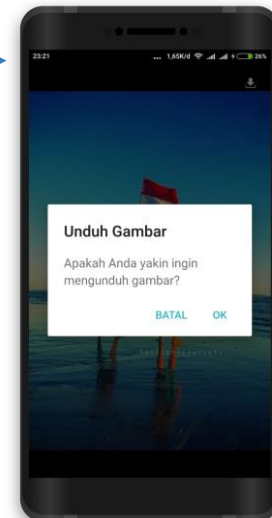 23:21 ... 1,65K/d 26%
Unduh Gambar
Apakah Anda yakin ingin
mengunduh gambar?
BATAL OK